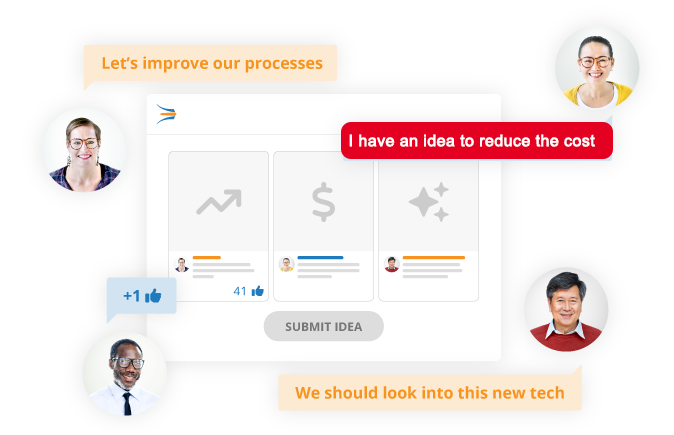 Let's improve our processes
I have an idea to reduce the cost
+1
41
SUBMIT IDEA
We should look into this new tech